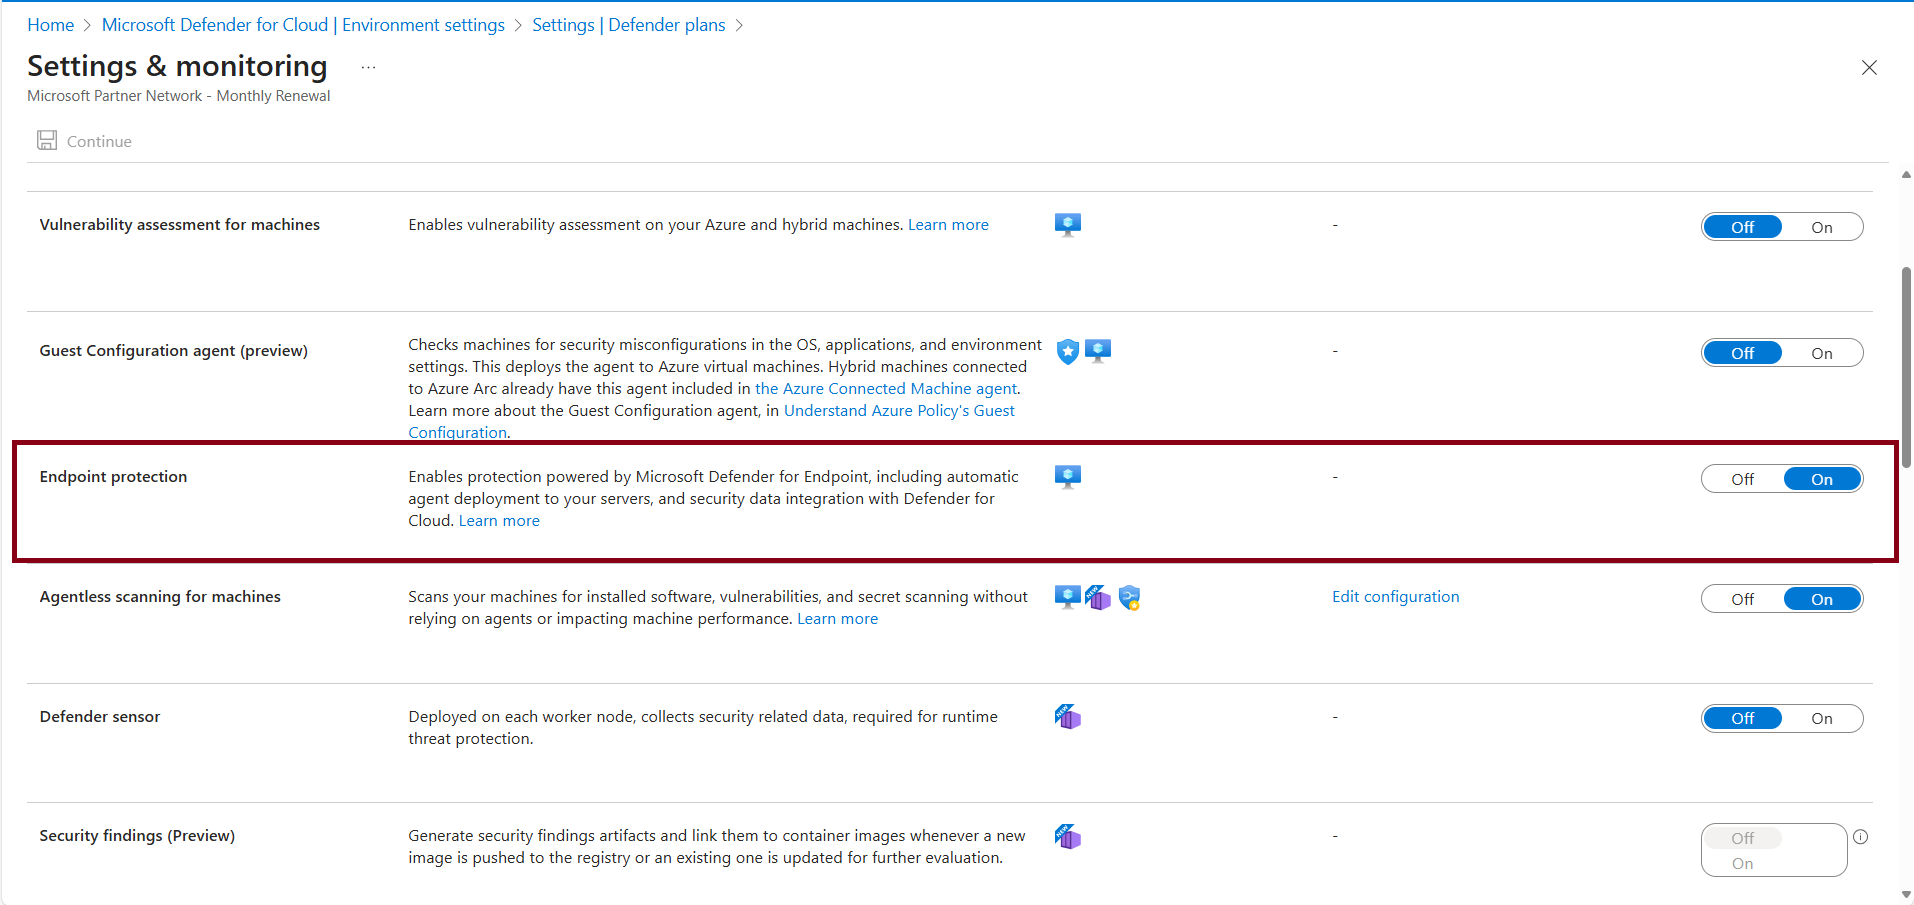 Home > Microsoft Defender for Cloud | Environment settings > Settings | Defender plans >
Settings & monitoring ...
Microsoft Partner Network - Monthly Renewal
Continue
Vulnerability assessment for machines
Enables vulnerability assessment on your Azure and hybrid machines. Learn more
-
Off On
Guest Configuration agent (preview)
Checks machines for security misconfigurations in the OS, applications, and environment
settings. This deploys the agent to Azure virtual machines. Hybrid machines connected
to Azure Arc already have this agent included in the Azure Connected Machine agent.
Learn more about the Guest Configuration agent, in Understand Azure Policy's Guest
Configuration.
-
Off On
Endpoint protection
Enables protection powered by Microsoft Defender for Endpoint, including automatic
agent deployment to your servers, and security data integration with Defender for
Cloud. Learn more
-
Off On
Agentless scanning for machines
Scans your machines for installed software, vulnerabilities, and secret scanning without
relying on agents or impacting machine performance. Learn more
NEW
Edit configuration
Off On
Defender sensor
Deployed on each worker node, collects security related data, required for runtime
threat protection.
NEW
-
Off On
Security findings (Preview)
Generate security findings artifacts and link them to container images whenever a new
image is pushed to the registry or an existing one is updated for further evaluation.
NEW
-
Off
On